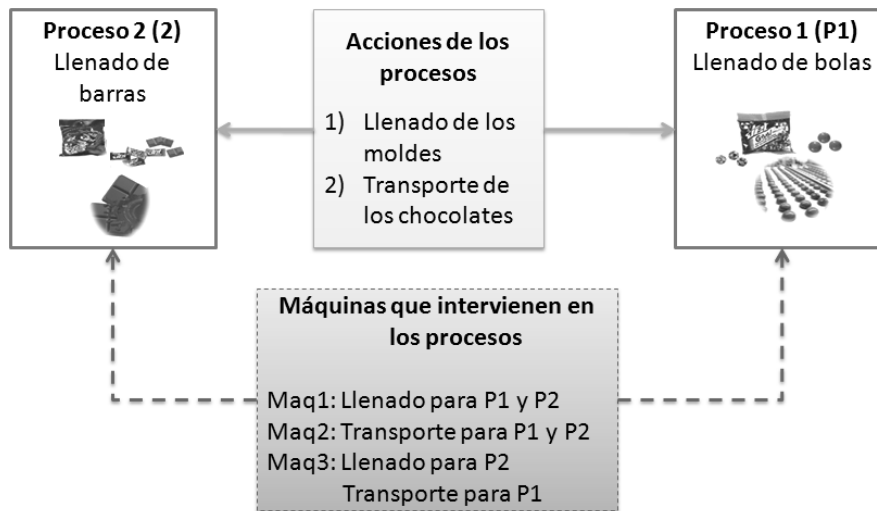 Proceso 2 (2)
Llenado de
barras
Acciones de los
procesos
1) Llenado de los
moldes
2) Transporte de
los chocolates
Proceso 1 (P1)
Llenado de bolas
Máquinas que intervienen en
los procesos
Maq1: Llenado para P1 y P2
Maq2: Transporte para P1 y P2
Maq3: Llenado para P2
Transporte para P1